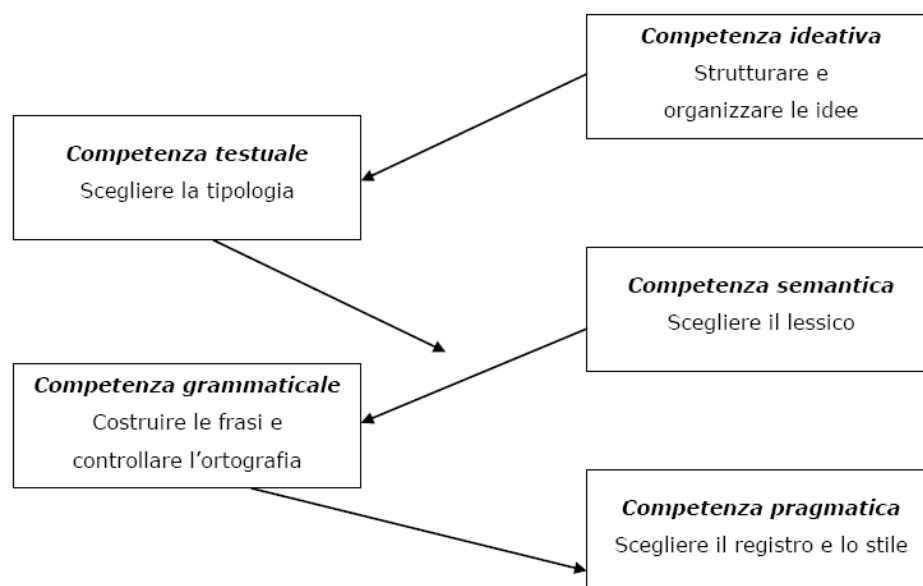 Competenza ideativa
Strutturare e
organizzare le idee
Competenza testuale
Scegliere la tipologia
Competenza semantica
Scegliere il lessico
Competenza grammaticale
Costruire le frasi e
controllare l'ortografia
Competenza pragmatica
Scegliere il registro e lo stile